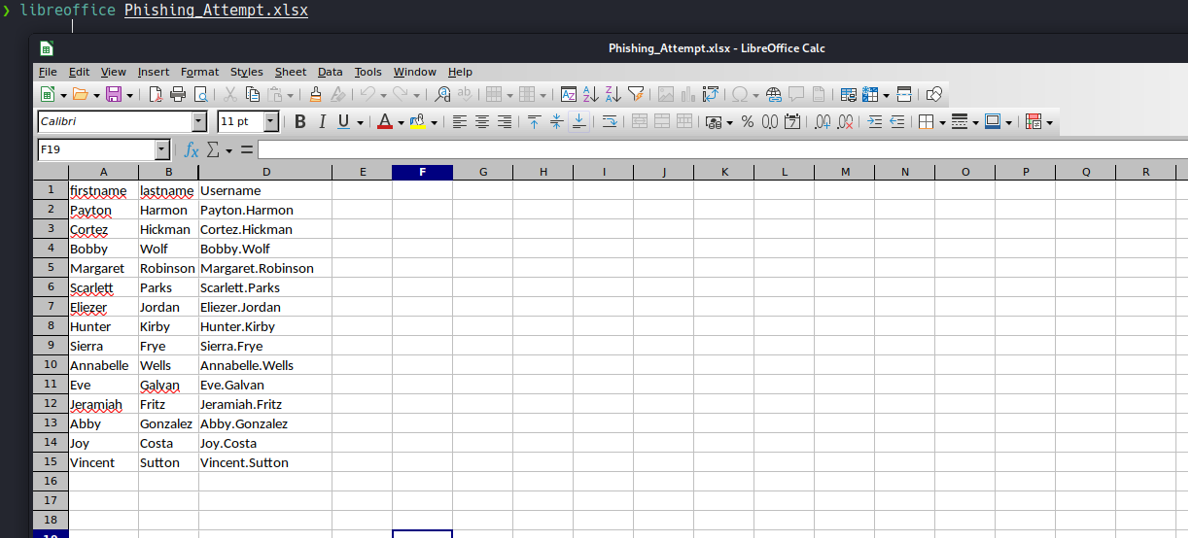 ❯ libreoffice Phishing_Attempt.xlsx
Phishing_Attempt.xlsx - LibreOffice Calc
File Edit View Insert Format Styles Sheet Data Tools Window Help
Calibri 11 pt B I U A % 0.0 .00 .00
F19 fx Σ =
A B D E F G H I J K L M N O P Q R
1 firstname lastname Username
2 Payton Harmon Payton.Harmon
3 Cortez Hickman Cortez.Hickman
4 Bobby Wolf Bobby.Wolf
5 Margaret Robinson Margaret.Robinson
6 Scarlett Parks Scarlett.Parks
7 Eliezer Jordan Eliezer.Jordan
8 Hunter Kirby Hunter.Kirby
9 Sierra Frye Sierra.Frye
10 Annabelle Wells Annabelle.Wells
11 Eve Galvan Eve.Galvan
12 Jeramiah Fritz Jeramiah.Fritz
13 Abby Gonzalez Abby.Gonzalez
14 Joy Costa Joy.Costa
15 Vincent Sutton Vincent.Sutton
16
17
18
19